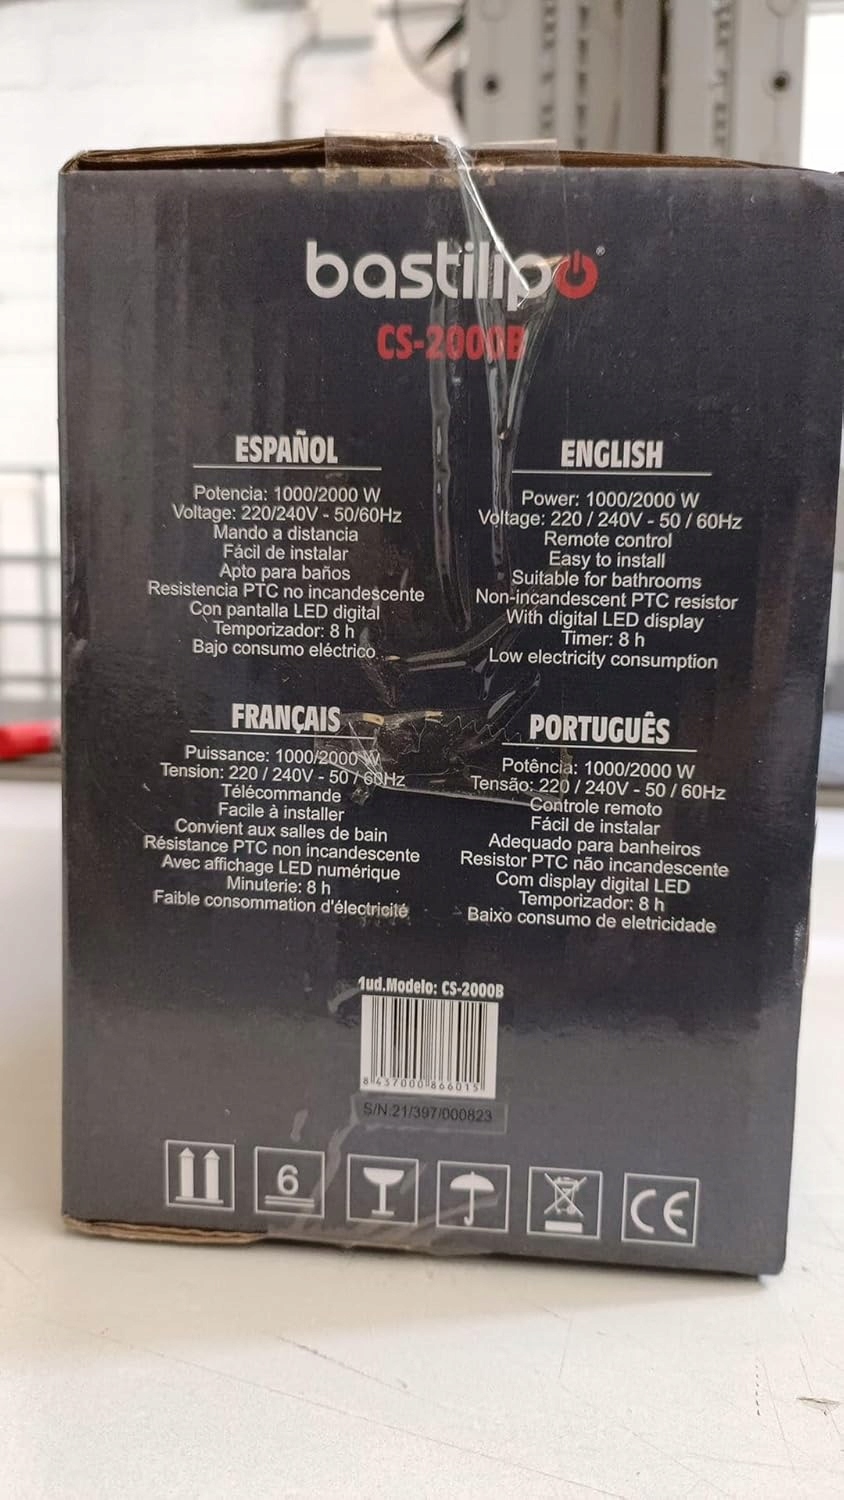 bastilipo®
CS-2000B
ESPAÑOL
Potencia: 1000/2000 W
Voltage: 220/240V - 50/60Hz
Mando a distancia
Fácil de instalar
Apto para baños
Resistencia PTC no incandescente
Con pantalla LED digital
Temporizador: 8 h
Bajo consumo eléctrico
ENGLISH
Power: 1000/2000 W
Voltage: 220 / 240V - 50 / 60Hz
Remote control
Easy to install
Suitable for bathrooms
Non-incandescent PTC resistor
With digital LED display
Timer: 8 h
Low electricity consumption
FRANÇAIS
Puissance: 1000/2000 W
Tension: 220 / 240V - 50 / 60Hz
Télécommande
Facile à installer
Convient aux salles de bain
Résistance PTC non incandescente
Avec affichage LED numérique
Minuterie: 8 h
Faible consommation d'électricité
PORTUGUÊS
Potência: 1000/2000 W
Tensão: 220 / 240V - 50 / 60Hz
Controle remoto
Fácil de instalar
Adequado para banheiros
Resistor PTC não incandescente
Com display digital LED
Temporizador: 8 h
Baixo consumo de eletricidade
1ud.Modelo: CS-2000B
8 437000 866015
S/N:21/397/000823
6
CE